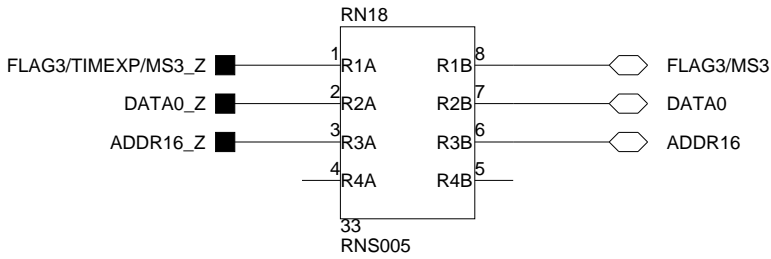 RN18
FLAG3/TIMEXP/MS3_Z 1 R1A R1B 8 FLAG3/MS3
DATA0_Z 2 R2A R2B 7 DATA0
ADDR16_Z 3 R3A R3B 6 ADDR16
4 R4A R4B 5
33
RNS005